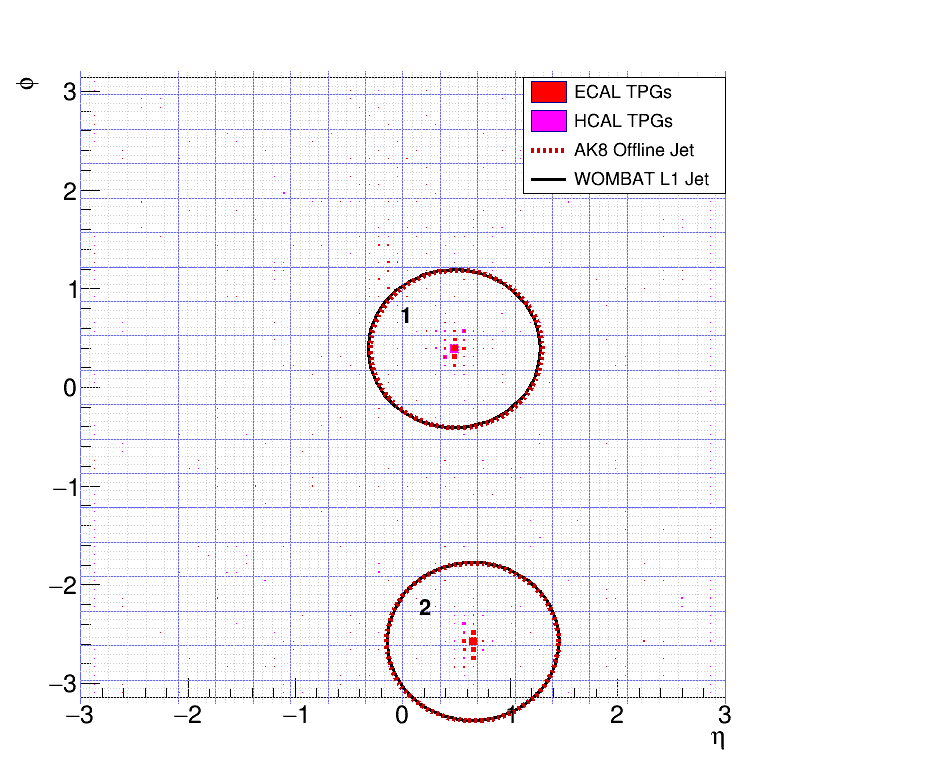 φ
3
ECAL TPGs
HCAL TPGs
AK8 Offline Jet
WOMBAT L1 Jet
2
1
1
0
−1
−2
2
−3
−3 −2 −1 0 1 2 3
η